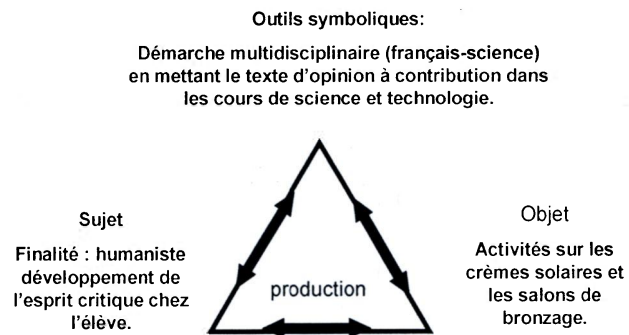 Outils symboliques:
Démarche multidisciplinaire (français-science)
en mettant le texte d'opinion à contribution dans
les cours de science et technologie.
Sujet
Finalité : humaniste
développement de
l'esprit critique chez
l'élève.
production
Objet
Activités sur les
crèmes solaires et
les salons de
bronzage.